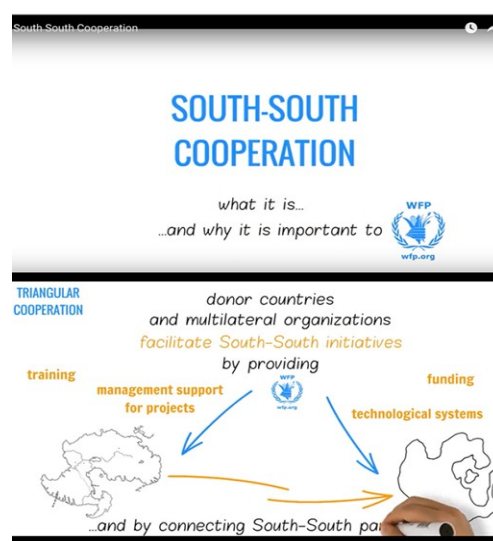 South South Cooperation
SOUTH-SOUTH
COOPERATION
what it is...
...and why it is important to
WFP
wfp.org
TRIANGULAR
COOPERATION
donor countries
and multilateral organizations
facilitate South-South initiatives
by providing
WFP
wfp.org
training
management support
for projects
funding
technological systems
...and by connecting South-South par